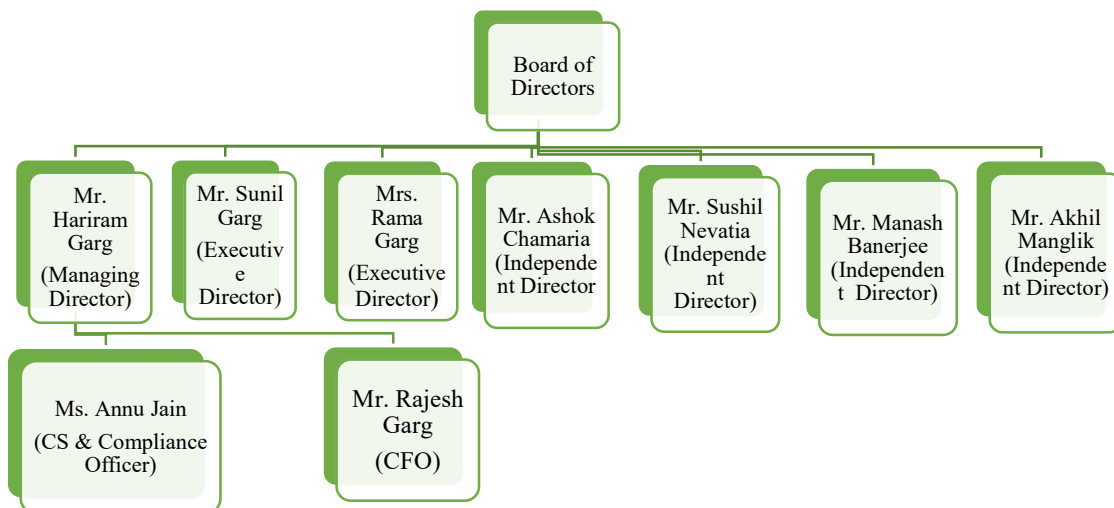 Board of
Directors
Mr.
Hariram
Garg
(Managing
Director)
Mr. Sunil
Garg
(Executiv
e
Director)
Mrs.
Rama
Garg
(Executive
Director)
Mr. Ashok
Chamaria
(Independe
nt Director
Mr. Sushil
Nevatia
(Independe
nt
Director)
Mr. Manash
Banerjee
(Independen
t Director)
Mr. Akhil
Manglik
(Independe
nt Director)
Ms. Annu Jain
(CS & Compliance
Officer)
Mr. Rajesh
Garg
(CFO)